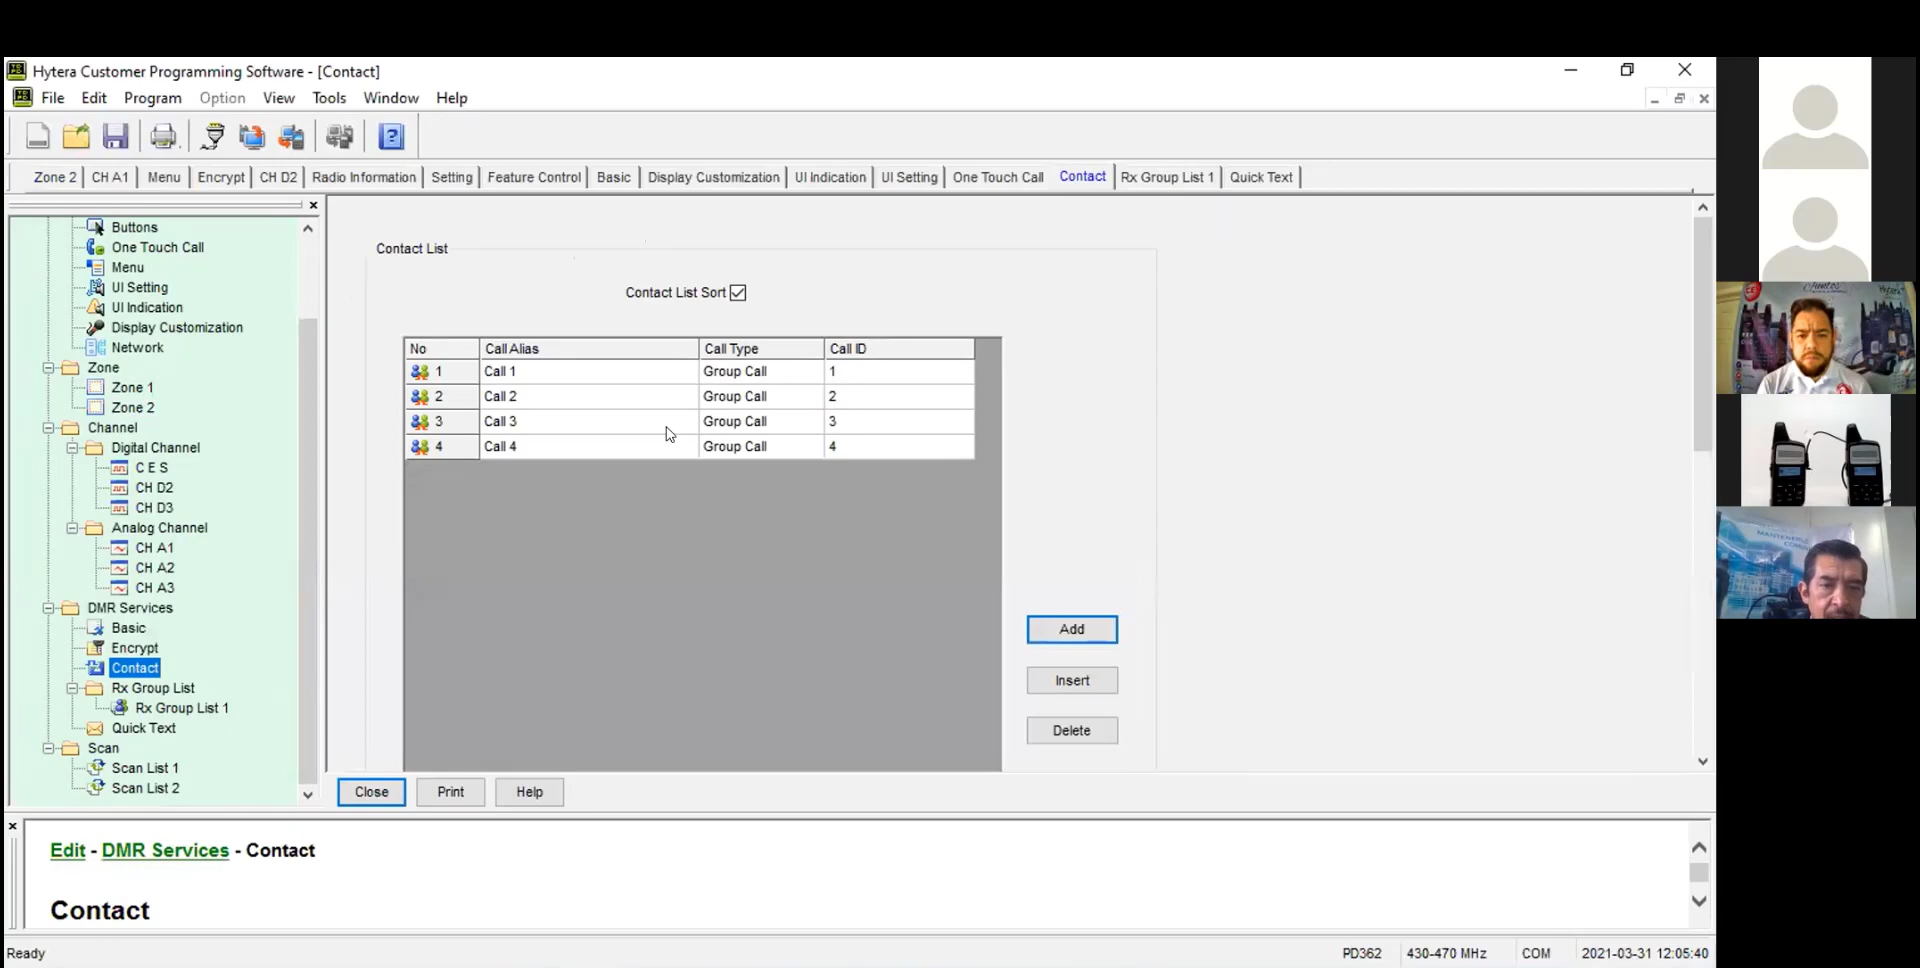 Hytera Customer Programming Software - [Contact]
File Edit Program Option View Tools Window Help
Zone 2 CH A1 Menu Encrypt CH D2 Radio Information Setting Feature Control Basic Display Customization UI Indication UI Setting One Touch Call Contact Rx Group List 1 Quick Text
Buttons
One Touch Call
Menu
UI Setting
UI Indication
Display Customization
Network
Zone
Zone 1
Zone 2
Channel
Digital Channel
C E S
CH D2
CH D3
Analog Channel
CH A1
CH A2
CH A3
DMR Services
Basic
Encrypt
Contact
Rx Group List
Rx Group List 1
Quick Text
Scan
Scan List 1
Scan List 2
Contact List
Contact List Sort
No Call Alias Call Type Call ID
1 Call 1 Group Call 1
2 Call 2 Group Call 2
3 Call 3 Group Call 3
4 Call 4 Group Call 4
Add
Insert
Delete
Close Print Help
Edit - DMR Services - Contact
Contact
Ready PD362 430-470 MHz COM 2021-03-31 12:05:40
Hytera